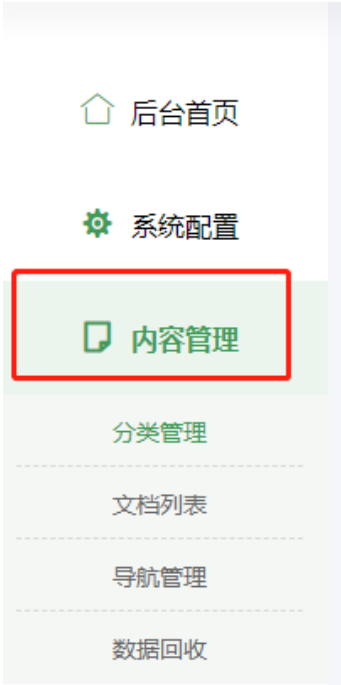 后台首页
系统配置
内容管理
分类管理
文档列表
导航管理
数据回收